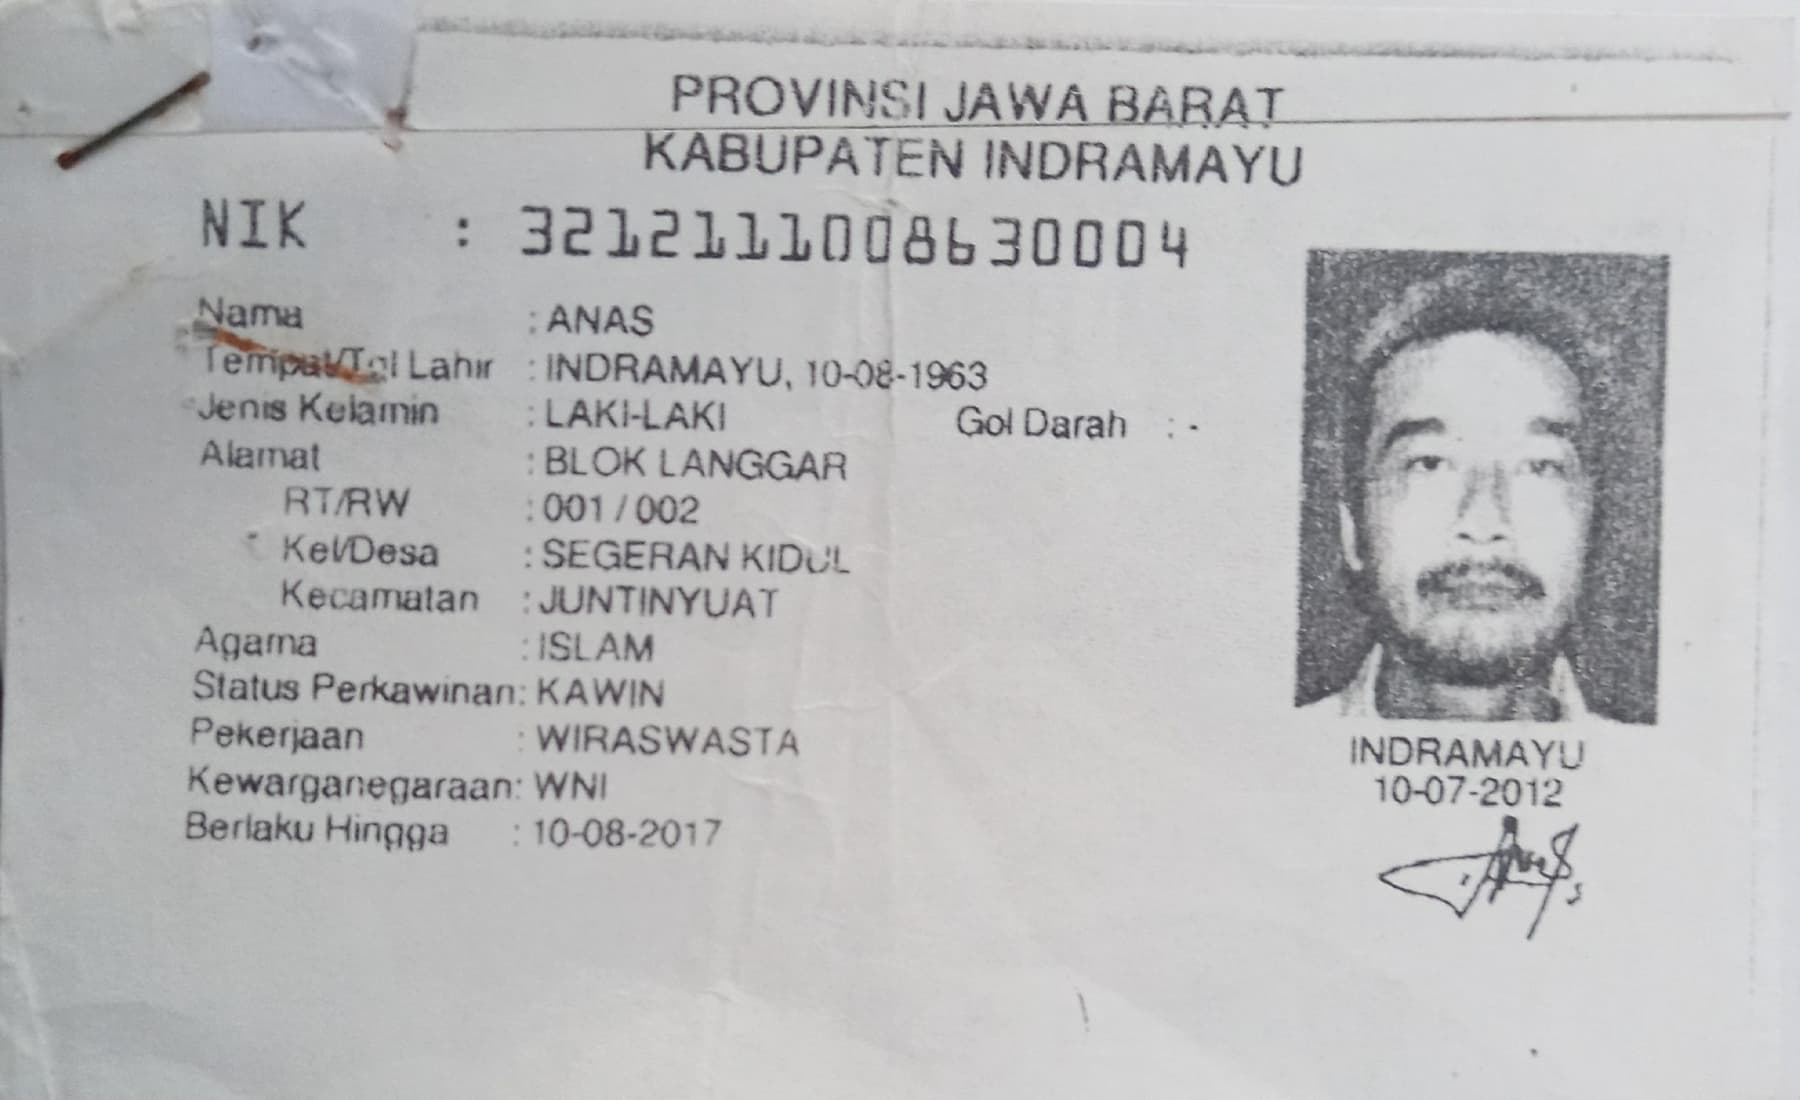 PROVINSI JAWA BARAT
KABUPATEN INDRAMAYU
NIK : 3212111008630004
Nama : ANAS
Tempat/Tgl Lahir : INDRAMAYU, 10-08-1963
Jenis Kelamin : LAKI-LAKI Gol Darah : -
Alamat : BLOK LANGGAR
RT/RW : 001 / 002
Kel/Desa : SEGERAN KIDUL
Kecamatan : JUNTINYUAT
Agama : ISLAM
Status Perkawinan: KAWIN
Pekerjaan : WIRASWASTA
Kewarganegaraan: WNI
Berlaku Hingga : 10-08-2017
INDRAMAYU
10-07-2012